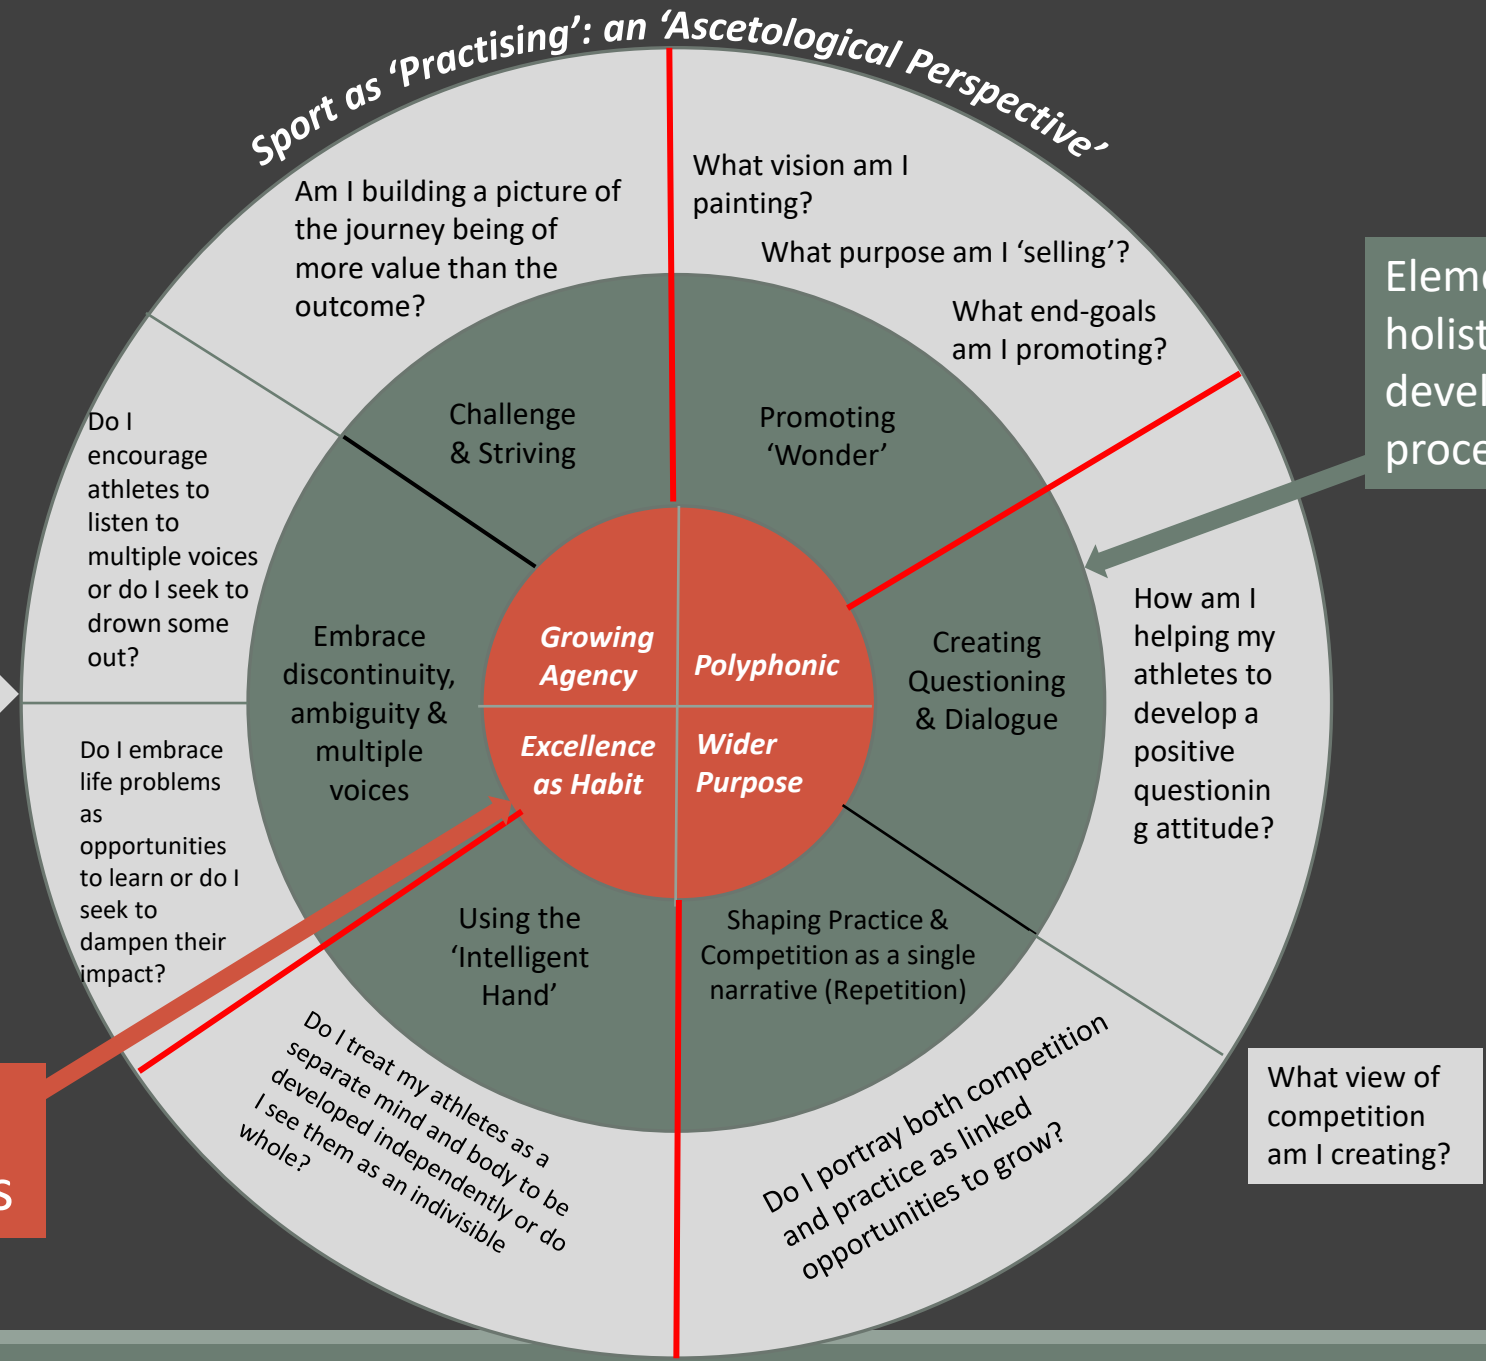 Sport as ‘Practising’: an ‘Ascetological Perspective’
Am I building a picture of
the journey being of
more value than the
outcome?
What vision am I
painting?
What purpose am I ‘selling’?
What end-goals
am I promoting?
Do I
encourage
athletes to
listen to
multiple voices
or do I seek to
drown some
out?
Challenge
& Striving
Promoting
‘Wonder’
Embrace
discontinuity,
ambiguity &
multiple
voices
Growing
Agency
Polyphonic
Excellence
as Habit
Wider
Purpose
Creating
Questioning
& Dialogue
How am I
helping my
athletes to
develop a
positive
questionin
g attitude?
Do I embrace
life problems
as
opportunities
to learn or do I
seek to
dampen their
impact?
Using the
‘Intelligent
Hand’
Shaping Practice &
Competition as a single
narrative (Repetition)
Do I treat my athletes as a
separate mind and body to be
developed independently or do
I see them as an indivisible
whole?
Do I portray both competition
and practice as linked
opportunities to grow?
What view of
competition
am I creating?